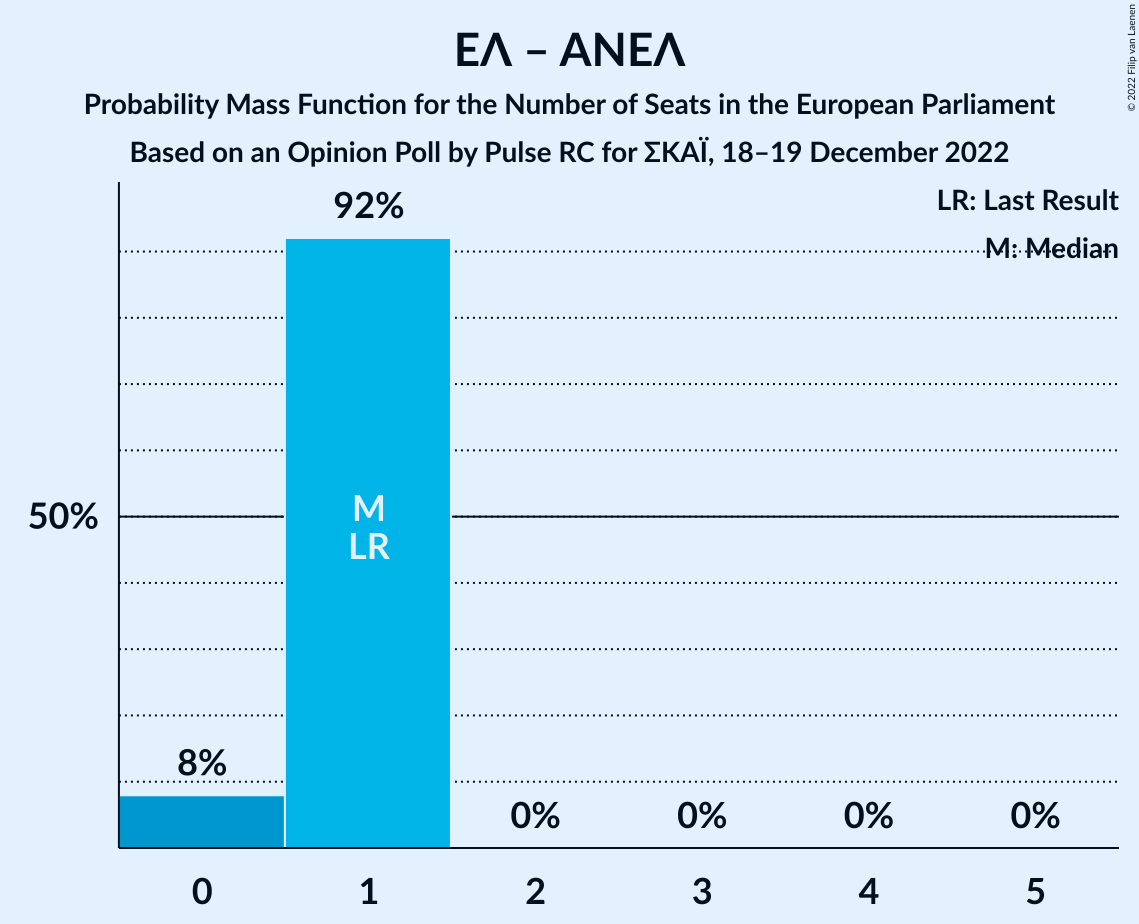 ΕΛ – ΑΝΕΛ
Probability Mass Function for the Number of Seats in the European Parliament
Based on an Opinion Poll by Pulse RC for ΣΚΑΪ, 18–19 December 2022
© 2022 Filip van Laenen
LR: Last Result
M: Median
92%
50%
M
LR
8%
0%
0%
0%
0%
0
1
2
3
4
5